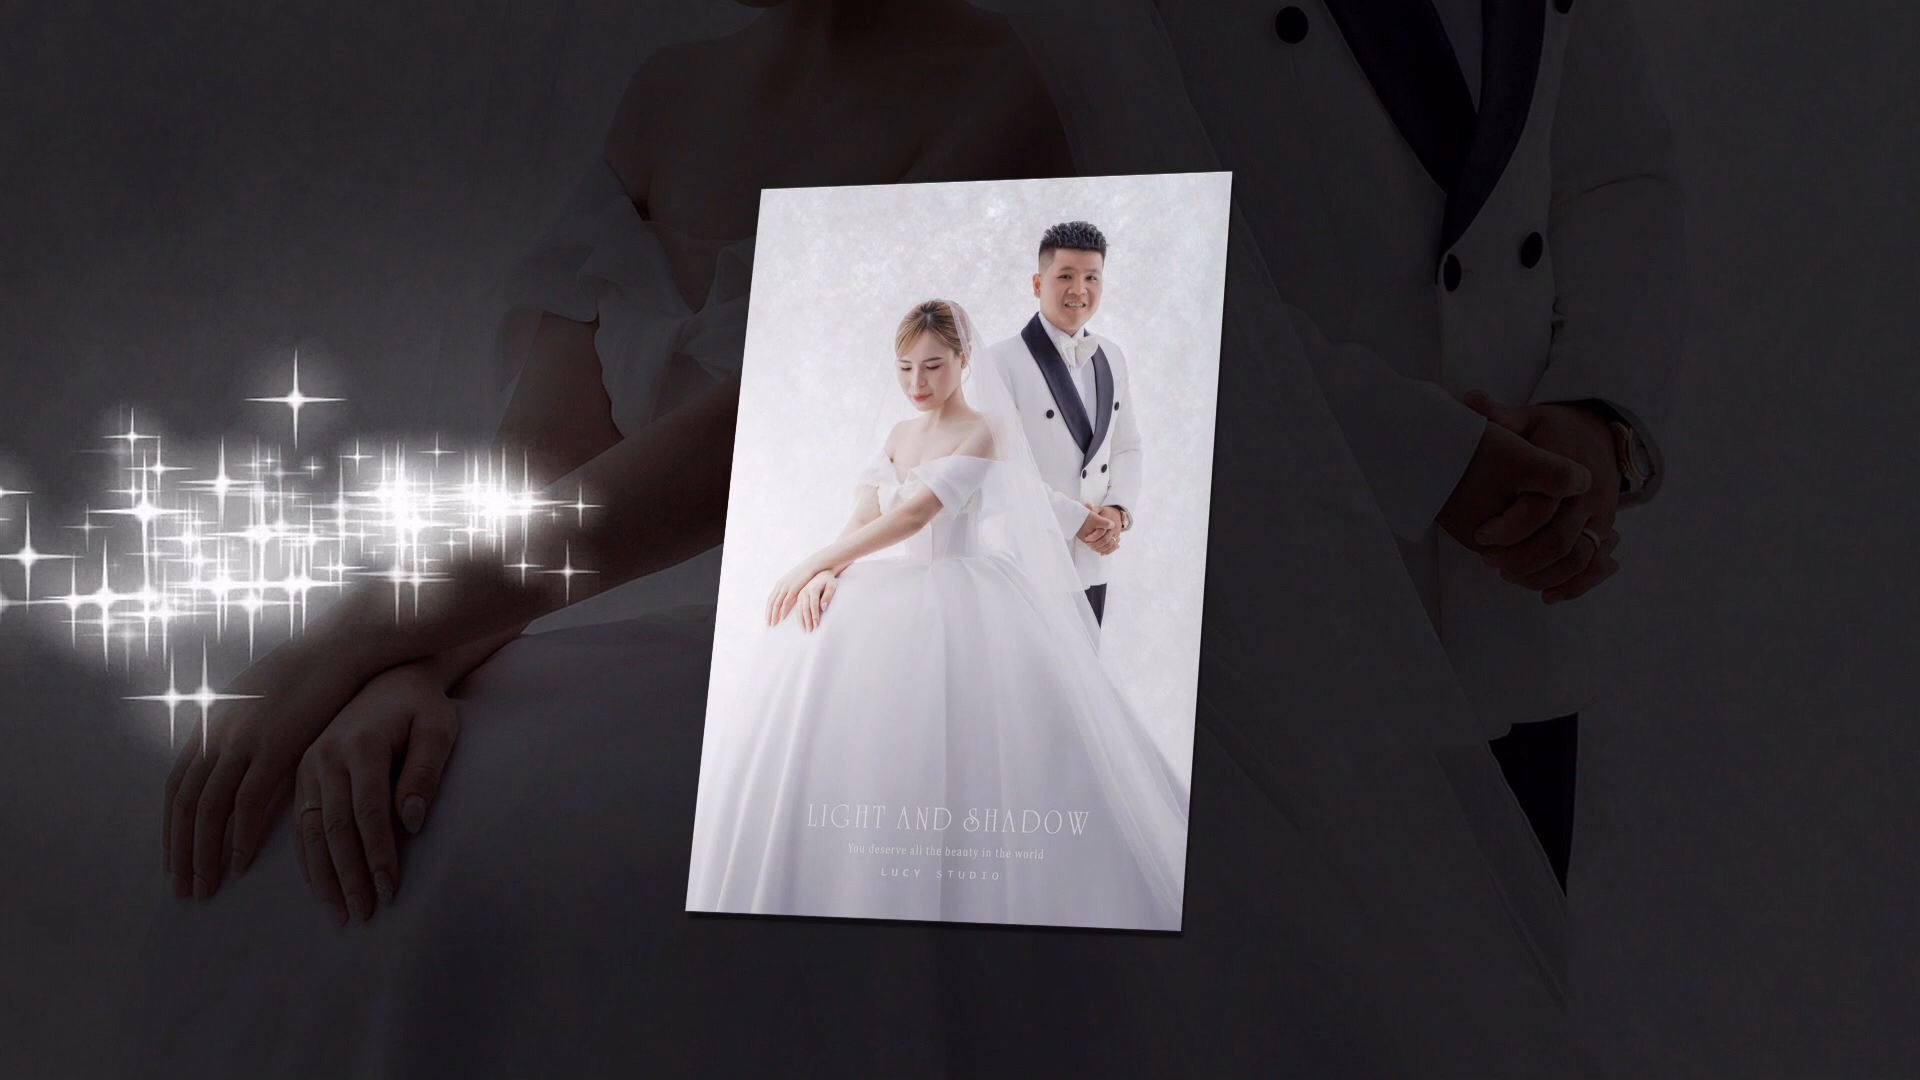 LIGHT AND SHADOW
You deserve all the beauty in the world
LUCY STUDIO